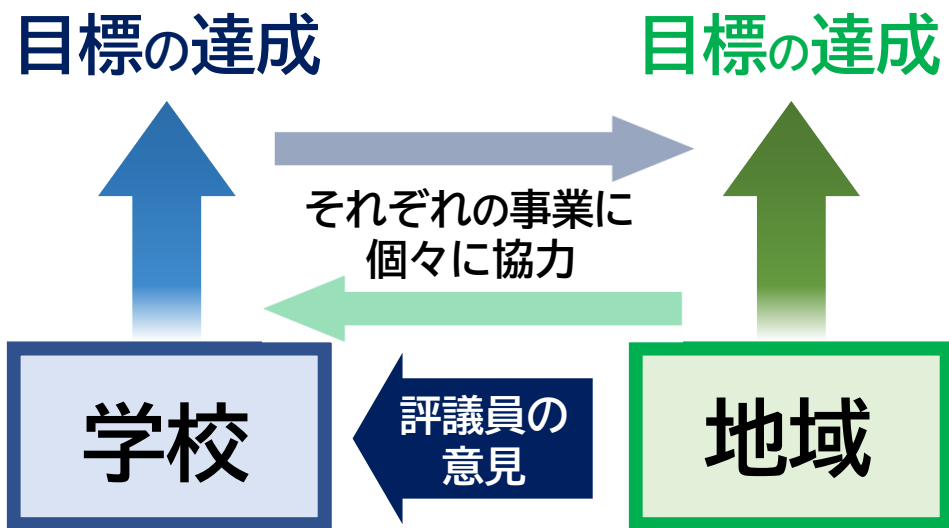 目標の達成
目標の達成
それぞれの事業に
個々に協力
学校
評議員の
意見
地域